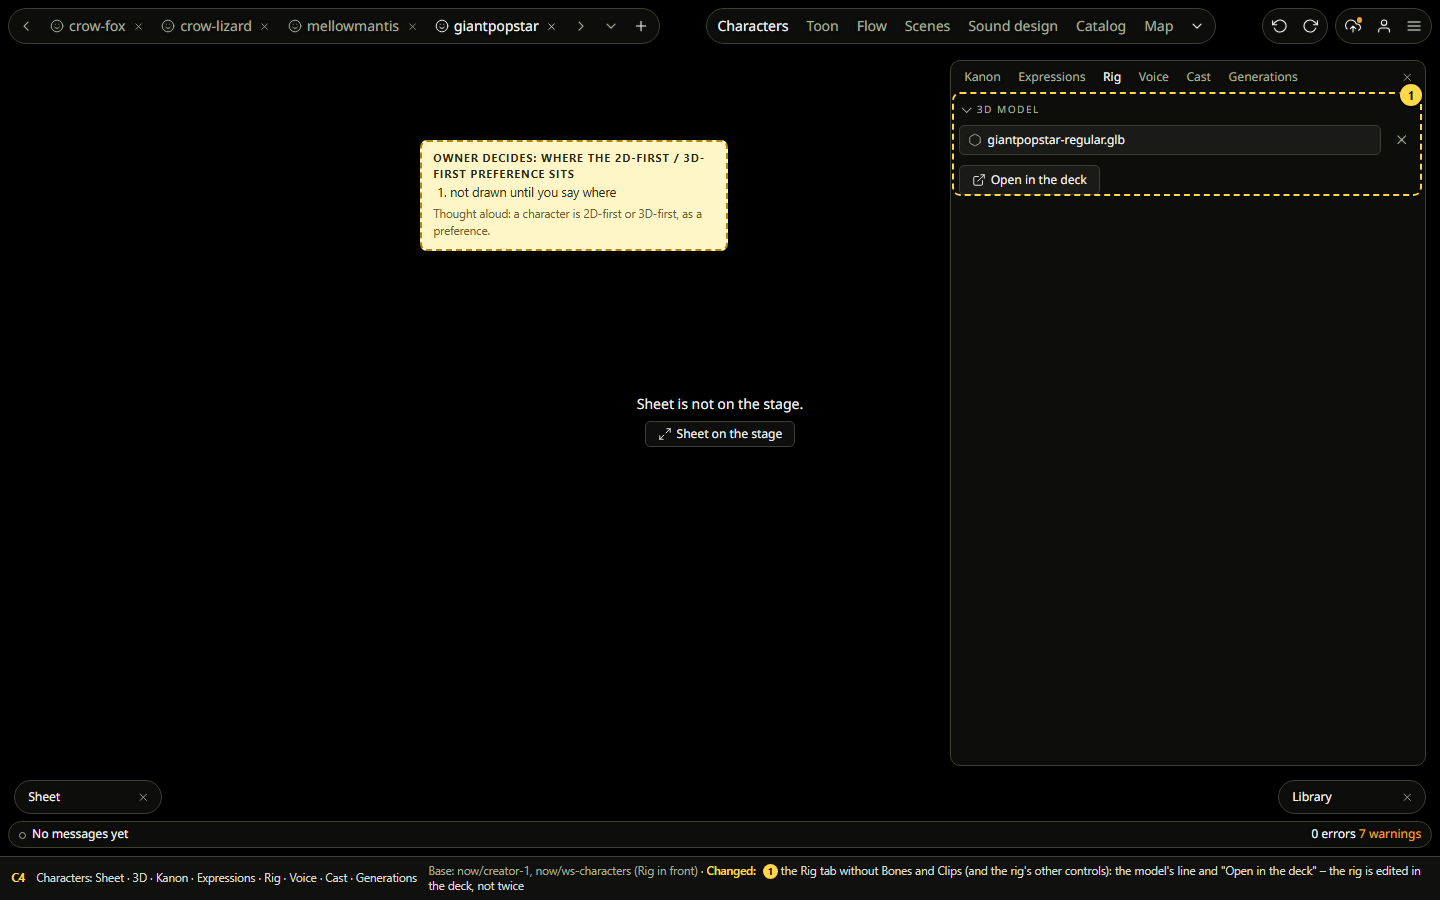 crow-fox crow-lizard mellowmantis giantpopstar
Characters Toon Flow Scenes Sound design Catalog Map
Kanon Expressions Rig Voice Cast Generations
1
3D MODEL
giantpopstar-regular.glb
Open in the deck
OWNER DECIDES: WHERE THE 2D-FIRST / 3D-
FIRST PREFERENCE SITS
1. not drawn until you say where
Thought aloud: a character is 2D-first or 3D-first, as a
preference.
Sheet is not on the stage.
Sheet on the stage
Sheet
Library
No messages yet
0 errors 7 warnings
C4 Characters: Sheet · 3D · Kanon · Expressions · Rig · Voice · Cast · Generations
Base: now/creator-1, now/ws-characters (Rig in front) · Changed: 1 the Rig tab without Bones and Clips (and the rig's other controls): the model's line and "Open in the deck" – the rig is edited in
the deck, not twice